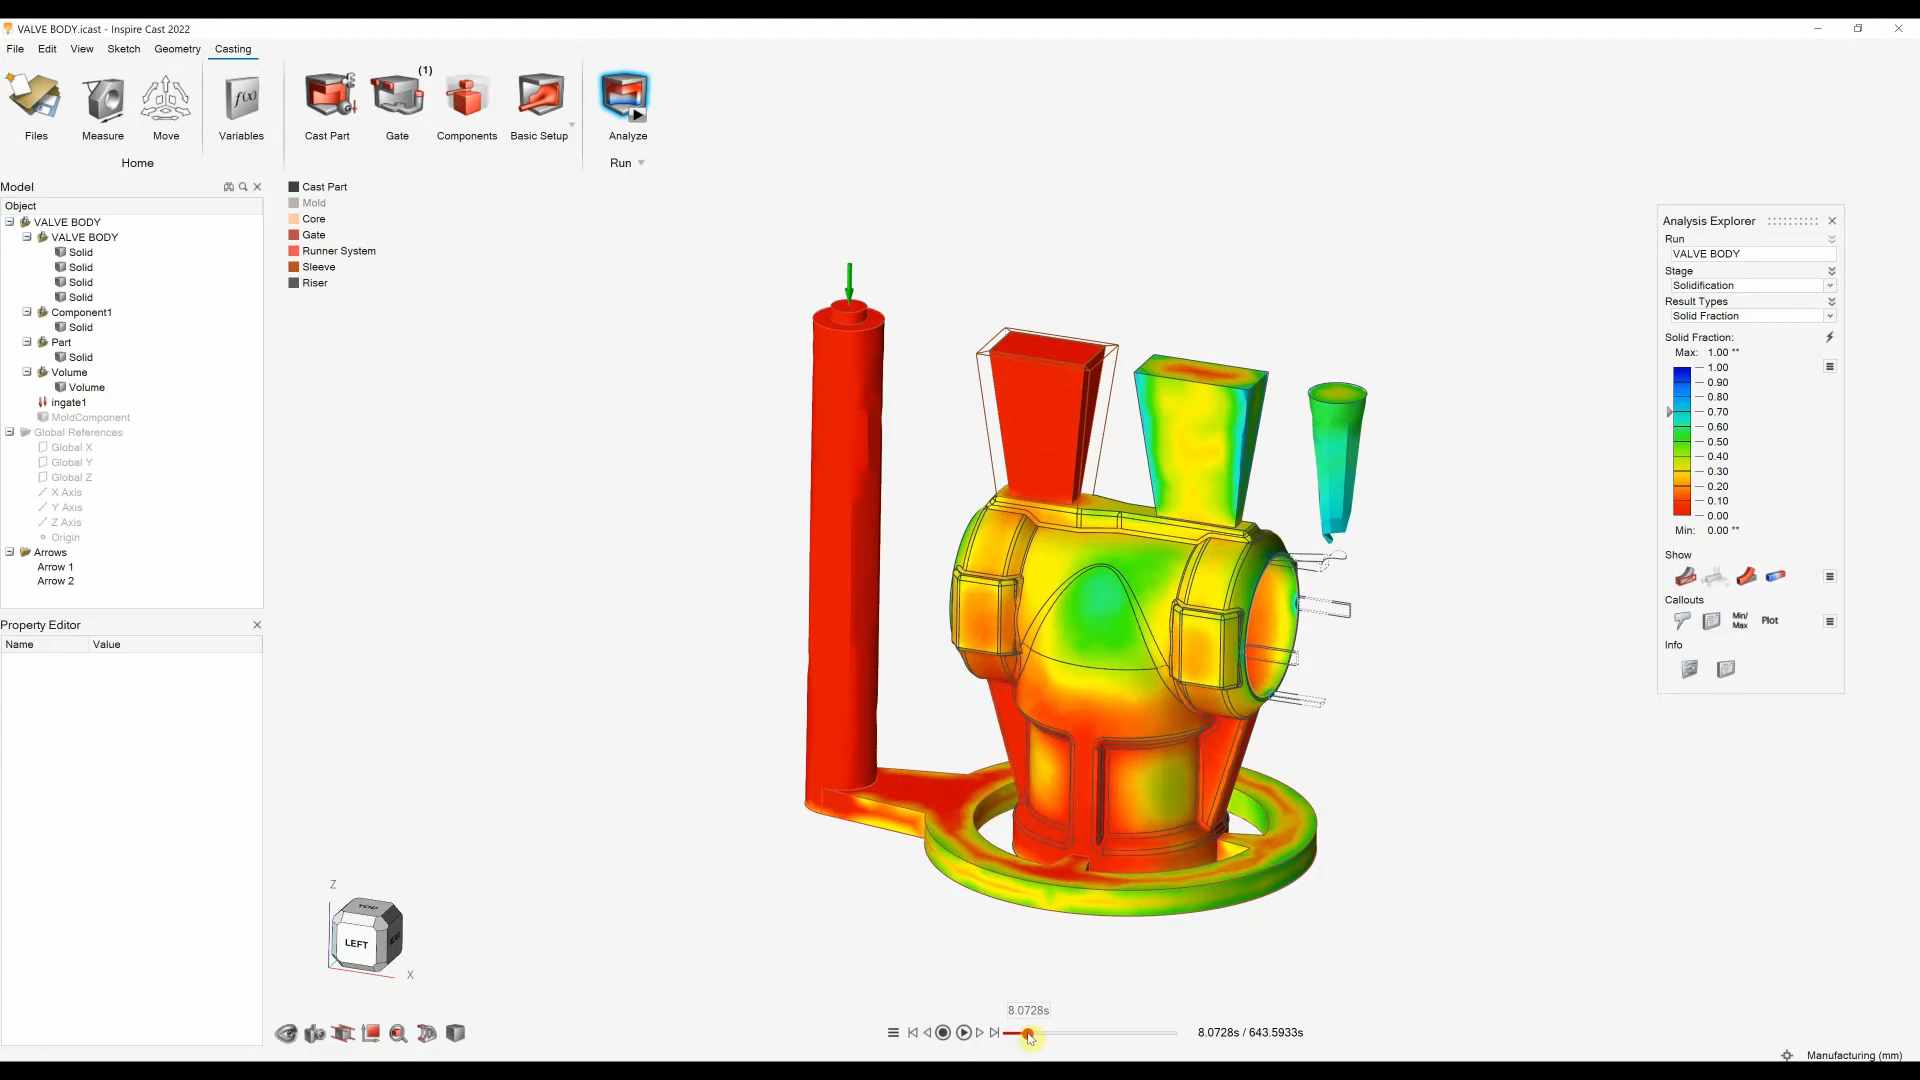 VALVE BODY.icast - Inspire Cast 2022
File Edit View Sketch Geometry Casting
(1)
Files Measure Move Variables Cast Part Gate Components Basic Setup Analyze
Home Run
Model
Object
VALVE BODY
VALVE BODY
Solid
Solid
Solid
Solid
Component1
Solid
Part
Solid
Volume
Volume
ingate1
MoldComponent
Global References
Global X
Global Y
Global Z
X Axis
Y Axis
Z Axis
Origin
Arrows
Arrow 1
Arrow 2
Property Editor
Name Value
Cast Part
Mold
Core
Gate
Runner System
Sleeve
Riser
Analysis Explorer
Run
VALVE BODY
Stage
Solidification
Result Types
Solid Fraction
Solid Fraction:
Max: 1.00 **
1.00
0.90
0.80
0.70
0.60
0.50
0.40
0.30
0.20
0.10
0.00
Min: 0.00 **
Show
Callouts
Min/
Max
Plot
Info
Z
TOP
LEFT
X
8.0728s
8.0728s / 643.5933s
Manufacturing (mm)